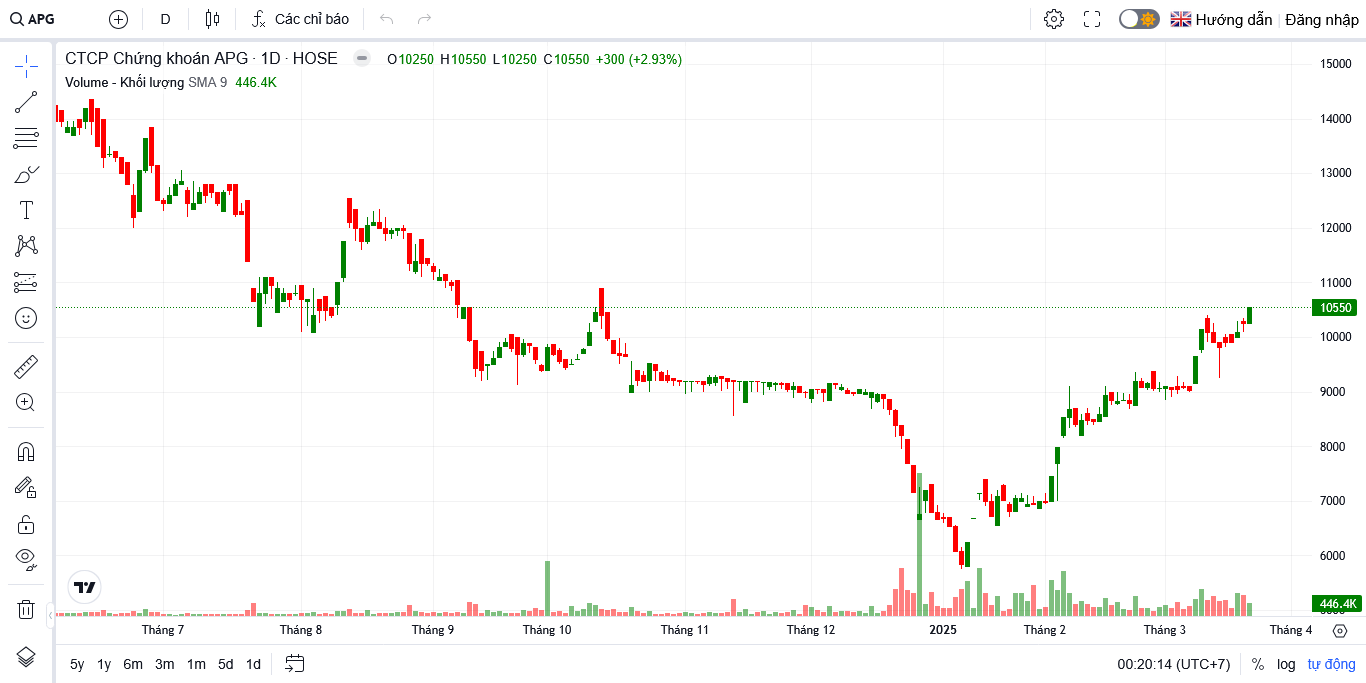 APG D Các chỉ báo Hướng dẫn Đăng nhập
CTCP Chứng khoán APG · 1D · HOSE O10250 H10550 L10250 C10550 +300 (+2.93%)
Volume - Khối lượng SMA 9 446.4K
15000
14000
13000
12000
11000
10550
10000
9000
8000
7000
6000
446.4K
Tháng 7 Tháng 8 Tháng 9 Tháng 10 Tháng 11 Tháng 12 2025 Tháng 2 Tháng 3 Tháng 4
5y 1y 6m 3m 1m 5d 1d 00:20:14 (UTC+7) % log tự động